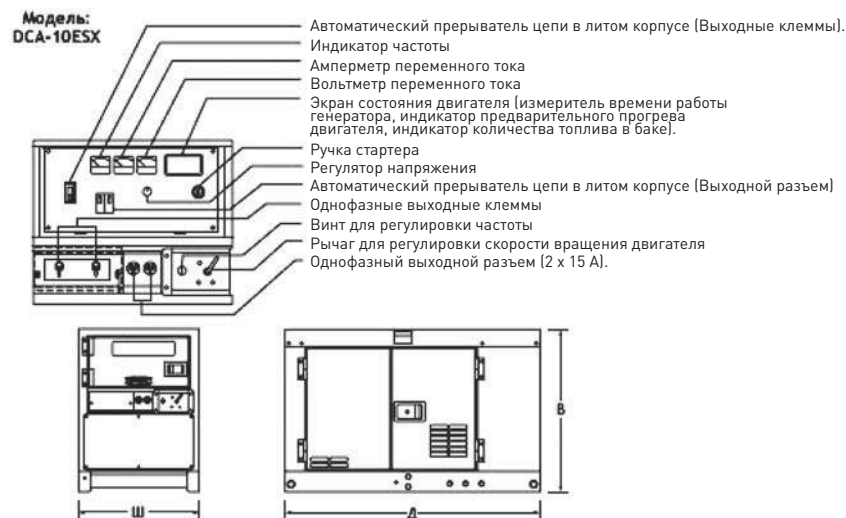 Модель:
DCA-10ESX
Автоматический прерыватель цепи в литом корпусе (Выходные клеммы).
Индикатор частоты
Амперметр переменного тока
Вольтметр переменного тока
Экран состояния двигателя (измеритель времени работы
генератора, индикатор предварительного прогрева
двигателя, индикатор количества топлива в баке).
Ручка стартера
Регулятор напряжения
Автоматический прерыватель цепи в литом корпусе (Выходной разъем)
Однофазные выходные клеммы
Винт для регулировки частоты
Рычаг для регулировки скорости вращения двигателя
Однофазный выходной разъем (2 x 15 А).
В
Ш
Д